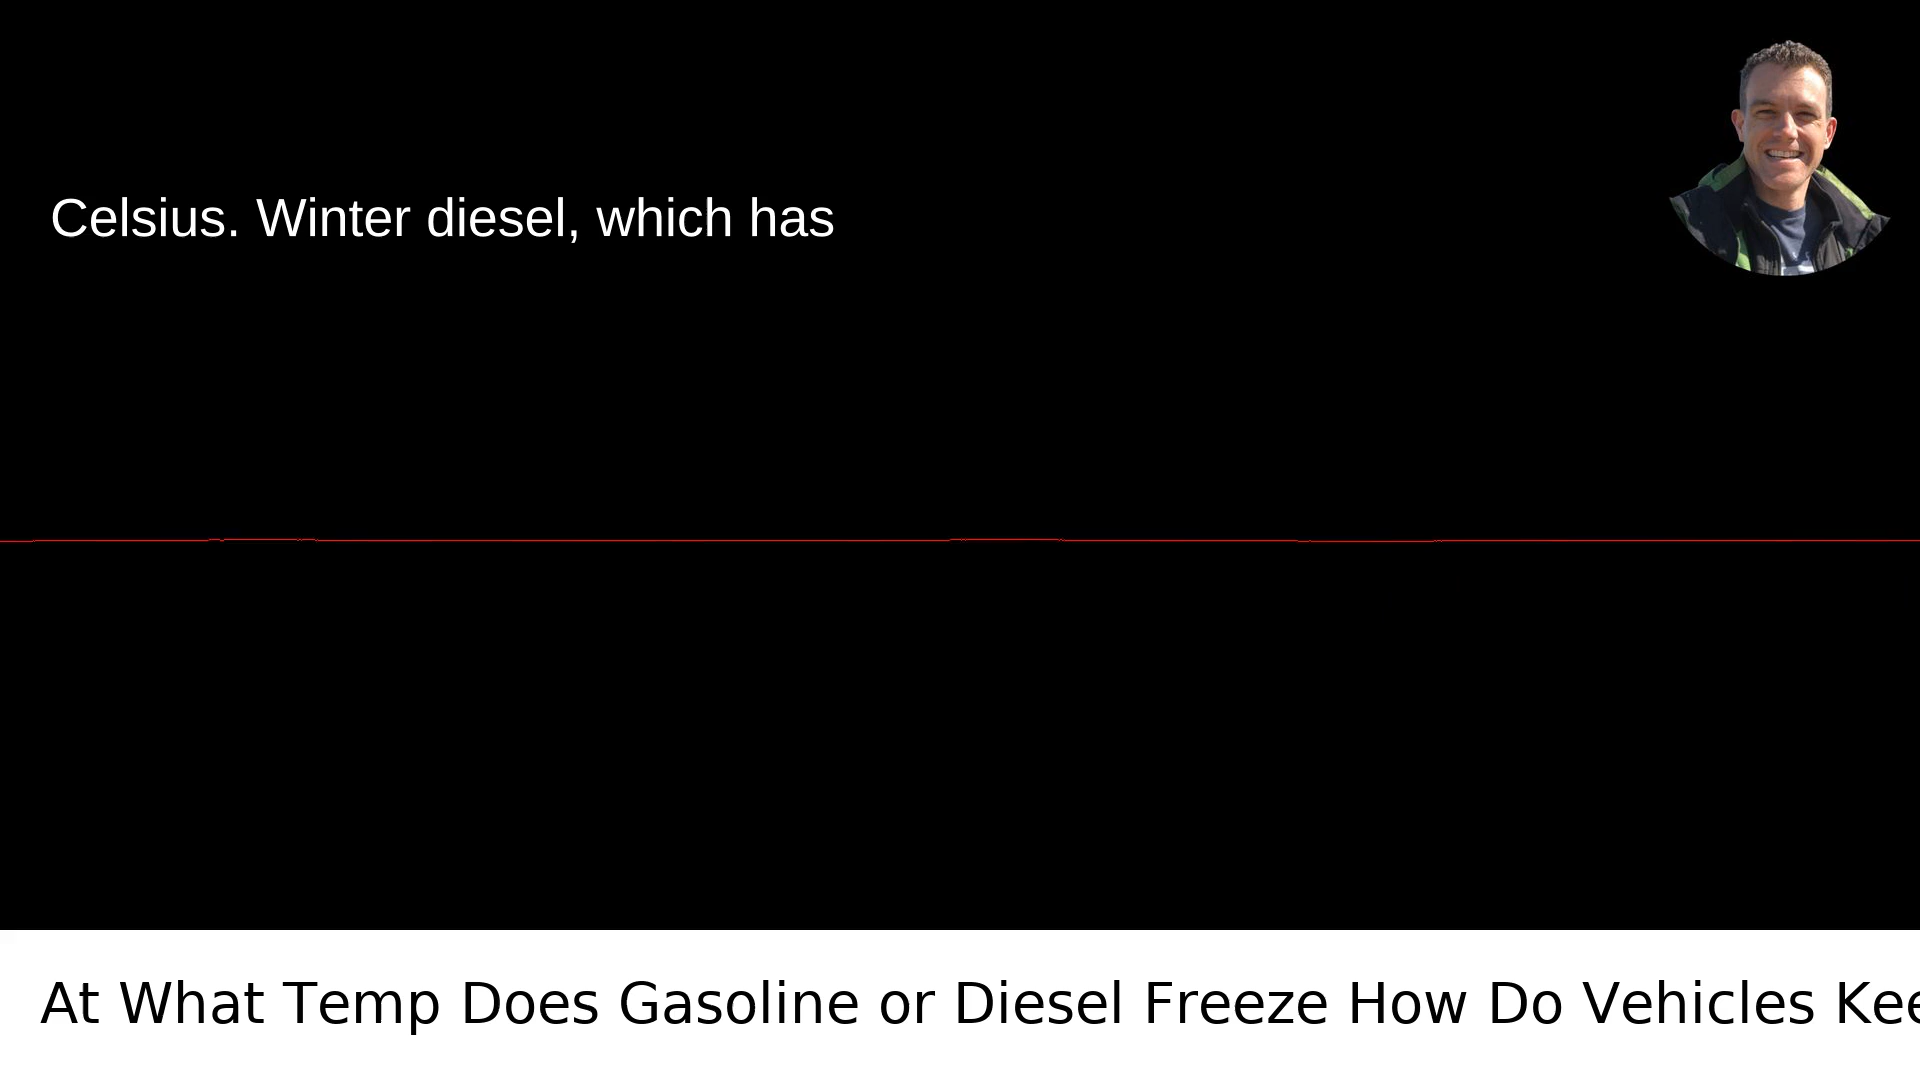 Celsius. Winter diesel, which has
At What Temp Does Gasoline or Diesel Freeze How Do Vehicles Kee